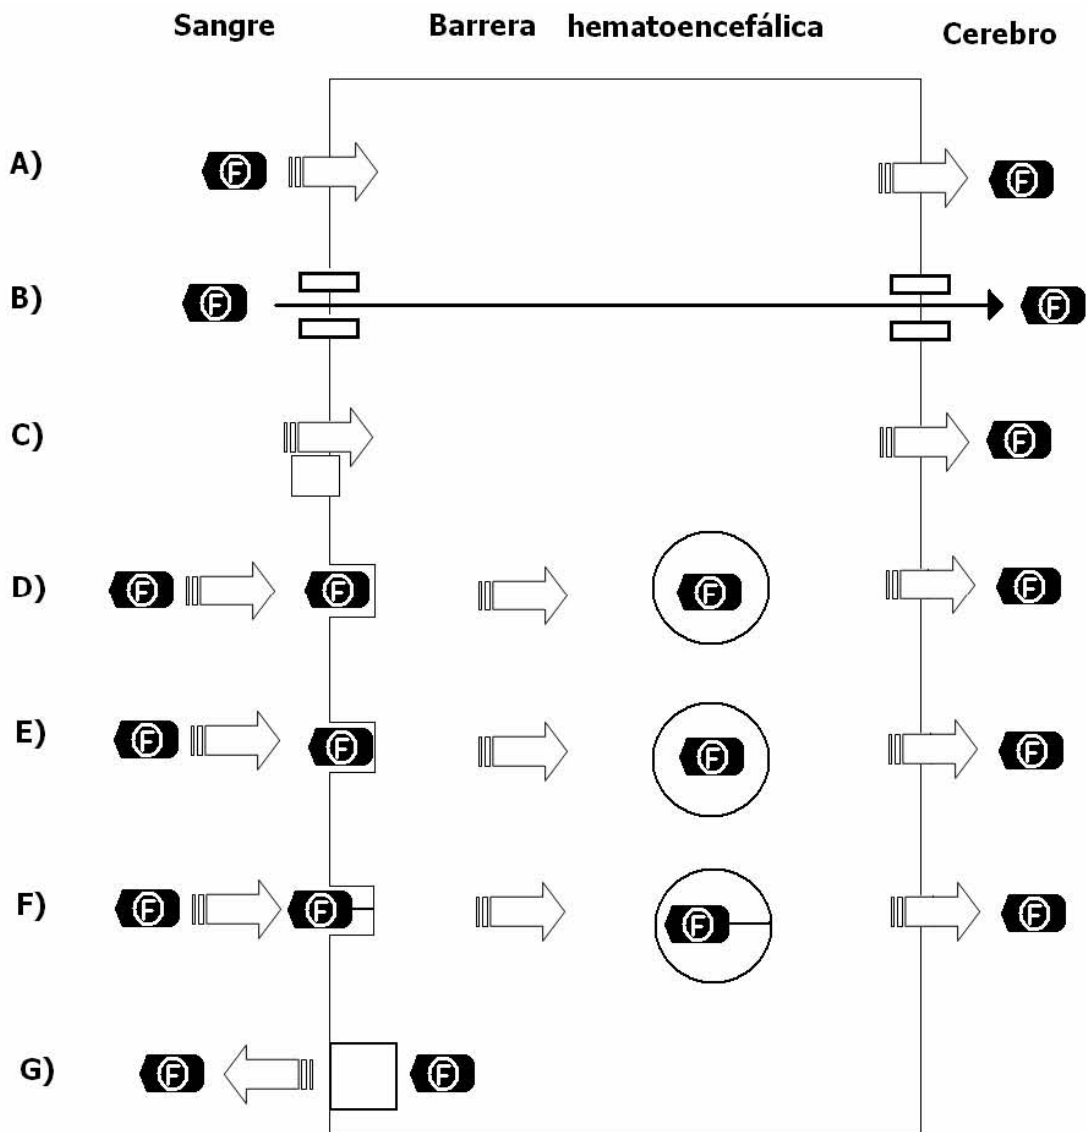 Sangre Barrera hematoencefálica Cerebro
A) F F
B) F F
C) F
D) F F F F
E) F F F F
F) F F F F
G) F F